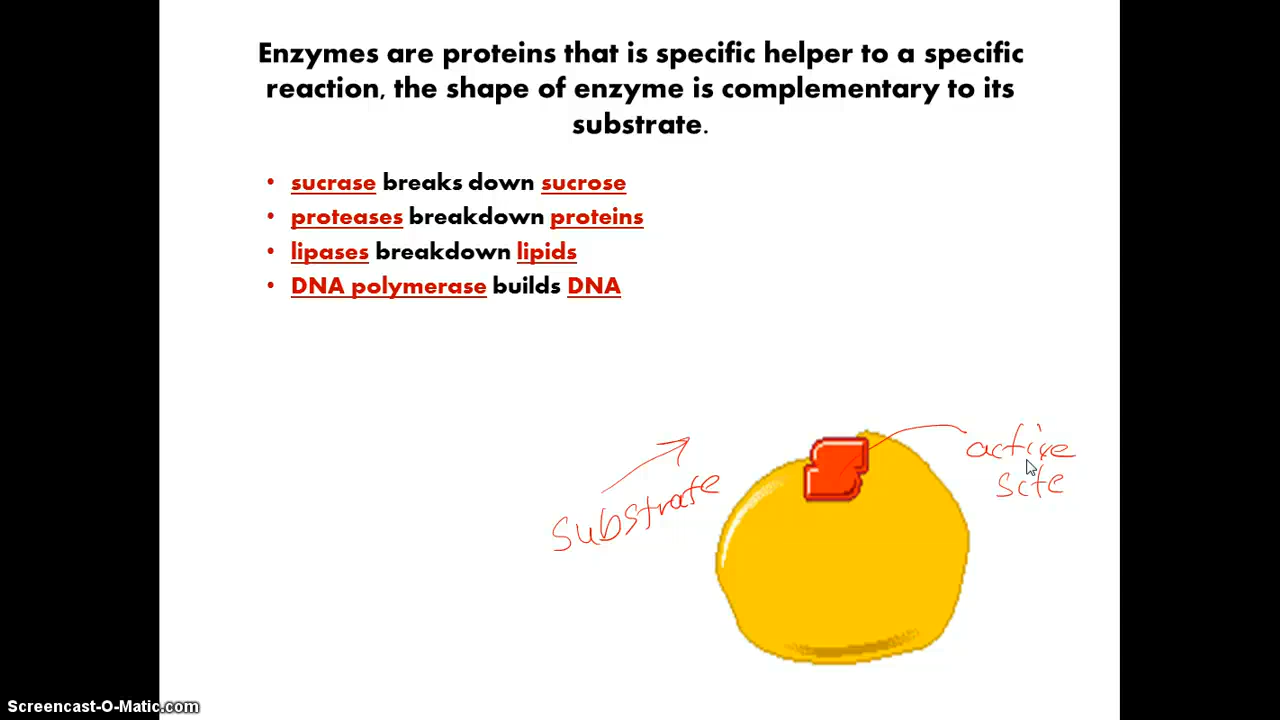 Enzymes are proteins that is specific helper to a specific
reaction, the shape of enzyme is complementary to its
substrate.
• sucrase breaks down sucrose
• proteases breakdown proteins
• lipases breakdown lipids
• DNA polymerase builds DNA
active
site
substrate
Screencast-O-Matic.com